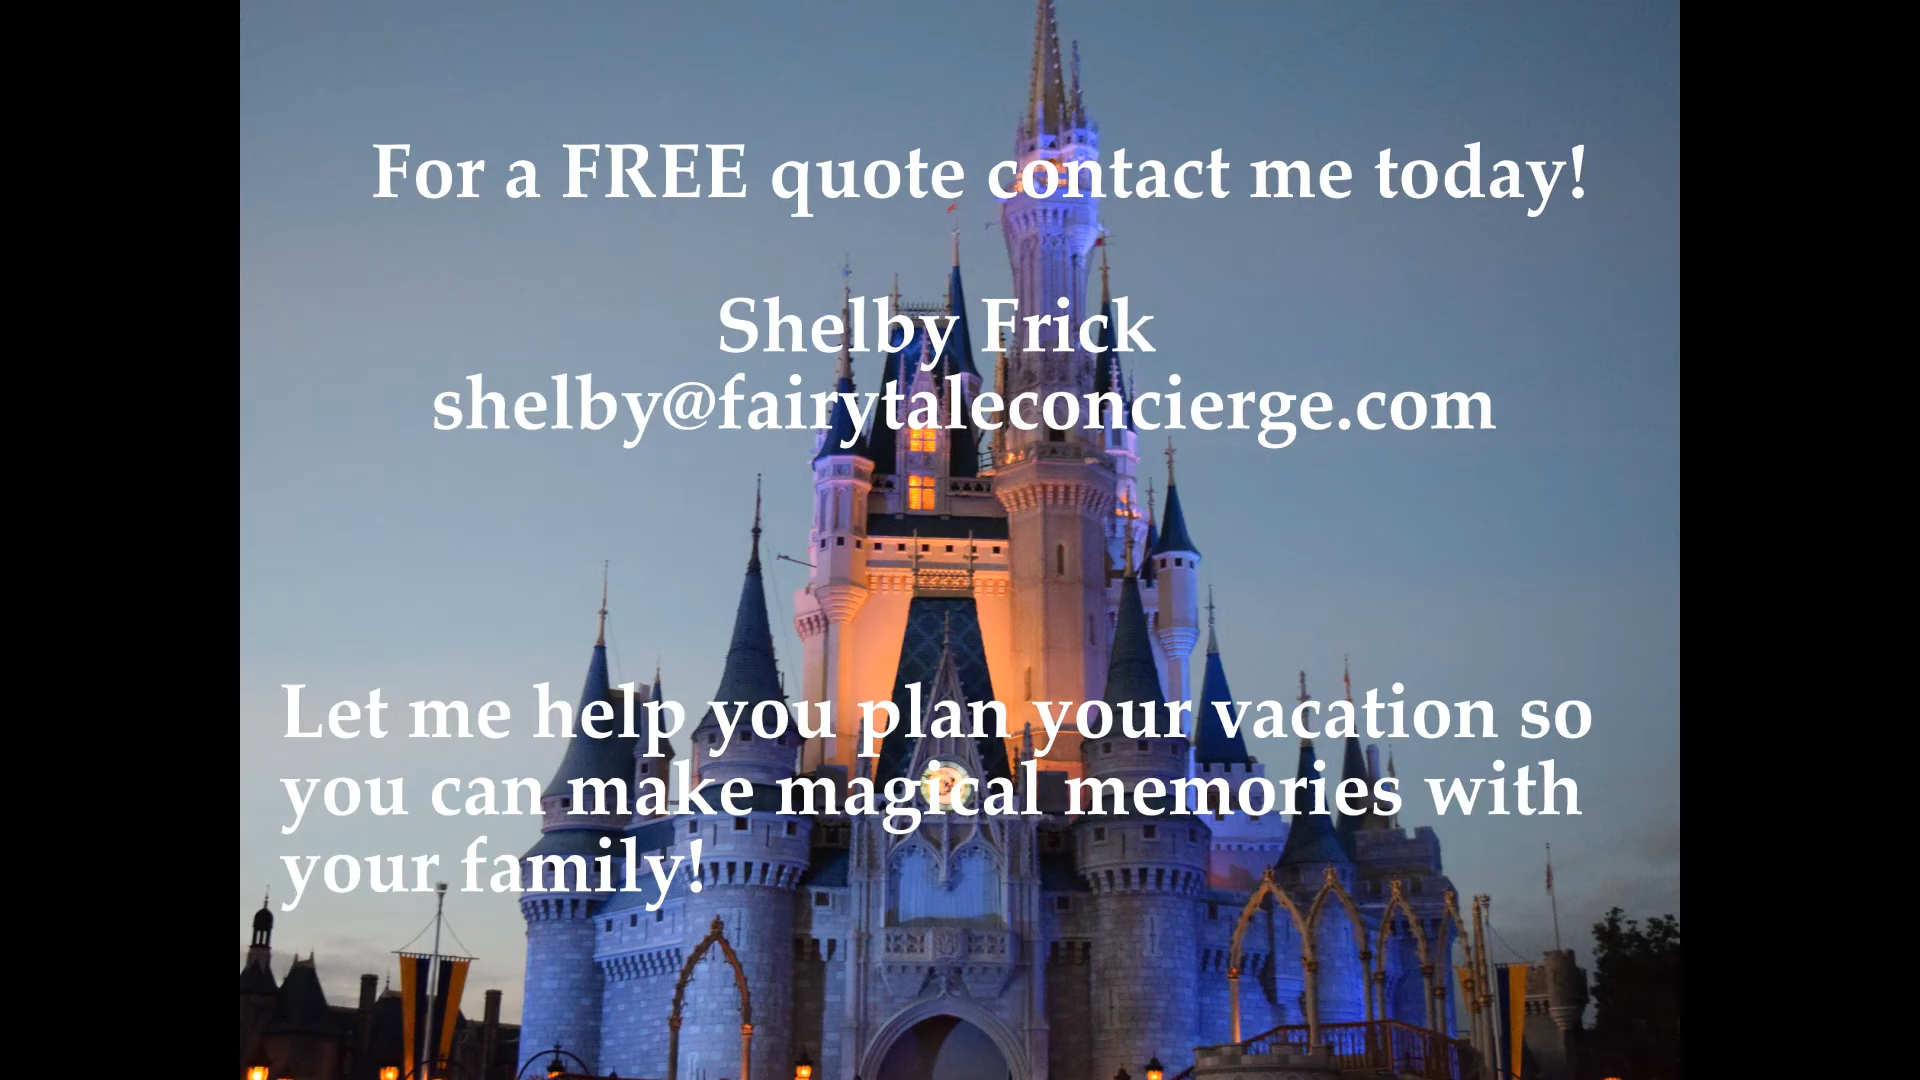 For a FREE quote contact me today!
Shelby Frick
shelby@fairytaleconcierge.com
Let me help you plan your vacation so
you can make magical memories with
your family!